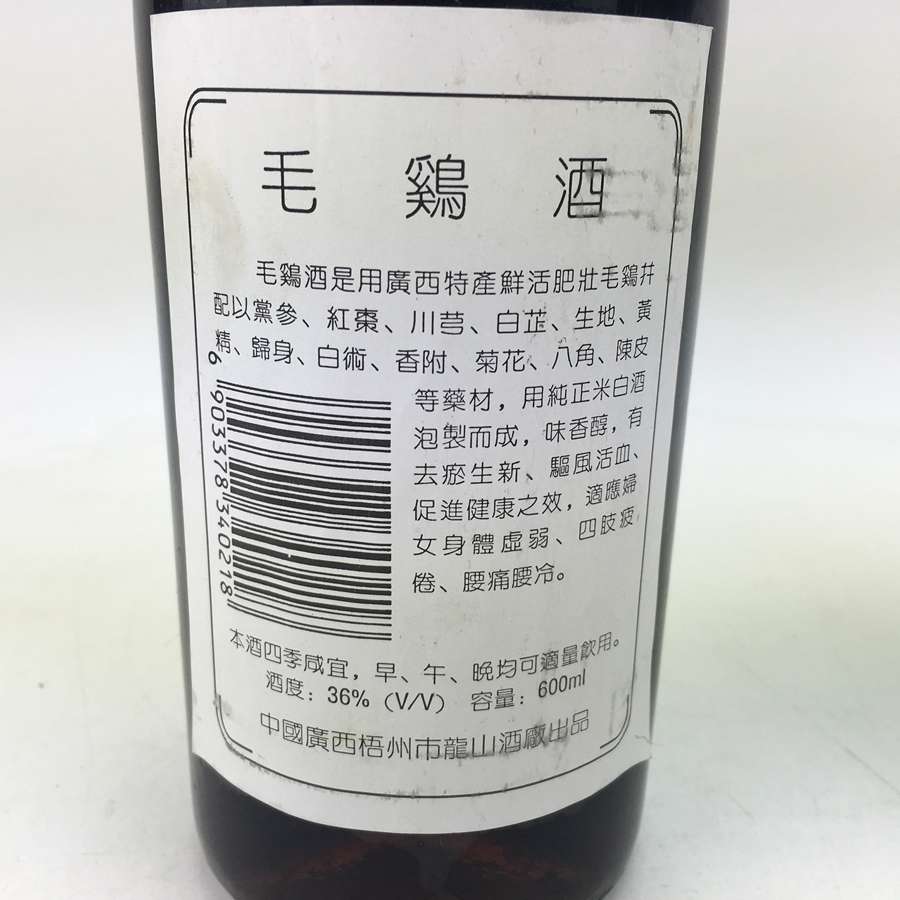 毛鷄酒
毛鷄酒是用廣西特產鮮活肥壯毛鷄并
配以黨參、紅棗、川芎、白芷、生地、黃
精、歸身、白術、香附、菊花、八角、陳皮
等藥材，用純正米白酒
泡製而成，味香醇，有
去瘀生新、驅風活血、
促進健康之效，適應婦
女身體虛弱、四肢疲
倦、腰痛腰冷。
6 903378 340218
本酒四季咸宜，早、午、晚均可適量飲用。
酒度：36%（V/V） 容量：600ml
中國廣西梧州市龍山酒廠出品